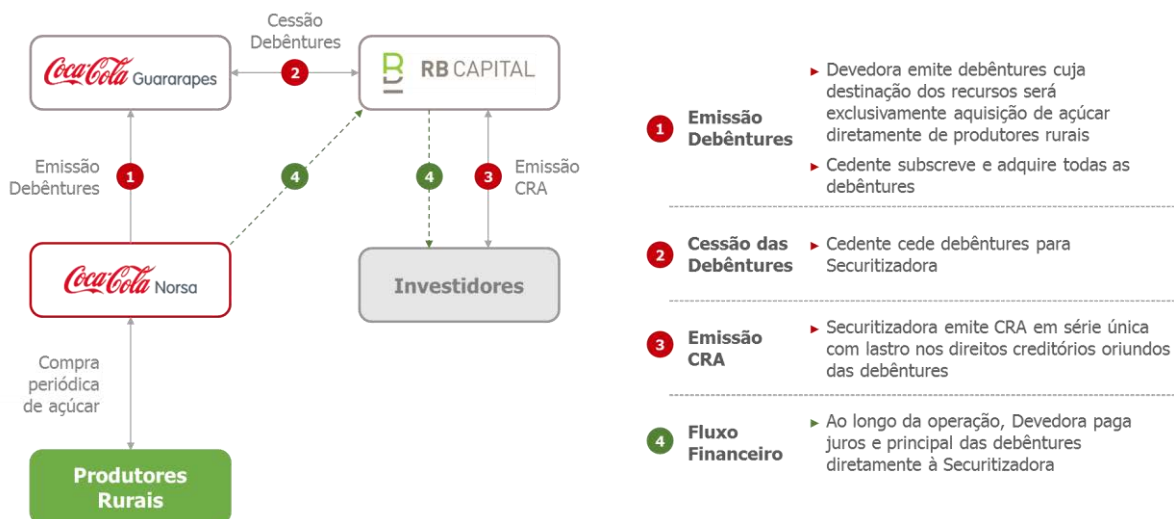 Cessão
Debêntures
Coca-Cola Guararapes
2
RB CAPITAL
Emissão
Debêntures
1
4
4
3
Emissão
CRA
Coca-Cola Norsa
Investidores
Compra
periódica
de açúcar
Produtores
Rurais
1
Emissão
Debêntures
► Devedora emite debêntures cuja
destinação dos recursos será
exclusivamente aquisição de açúcar
diretamente de produtores rurais
► Cedente subscreve e adquire todas as
debêntures
2
Cessão das
Debêntures
► Cedente cede debêntures para
Securitizadora
3
Emissão
CRA
► Securitizadora emite CRA em série única
com lastro nos direitos creditórios oriundos
das debêntures
4
Fluxo
Financeiro
► Ao longo da operação, Devedora paga
juros e principal das debêntures
diretamente à Securitizadora